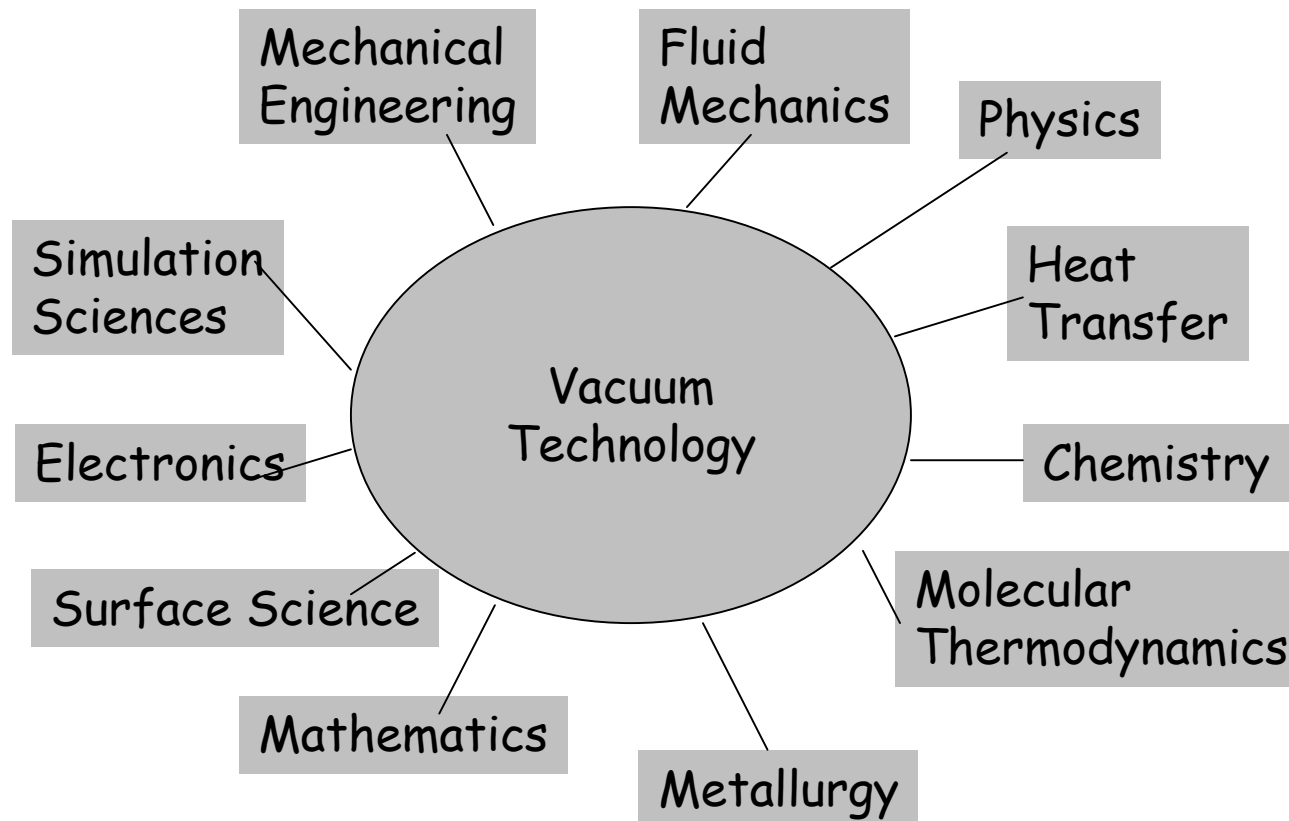 Mechanical
Engineering
Fluid
Mechanics
Physics
Simulation
Sciences
Heat
Transfer
Vacuum
Technology
Electronics
Chemistry
Surface Science
Molecular
Thermodynamics
Mathematics
Metallurgy